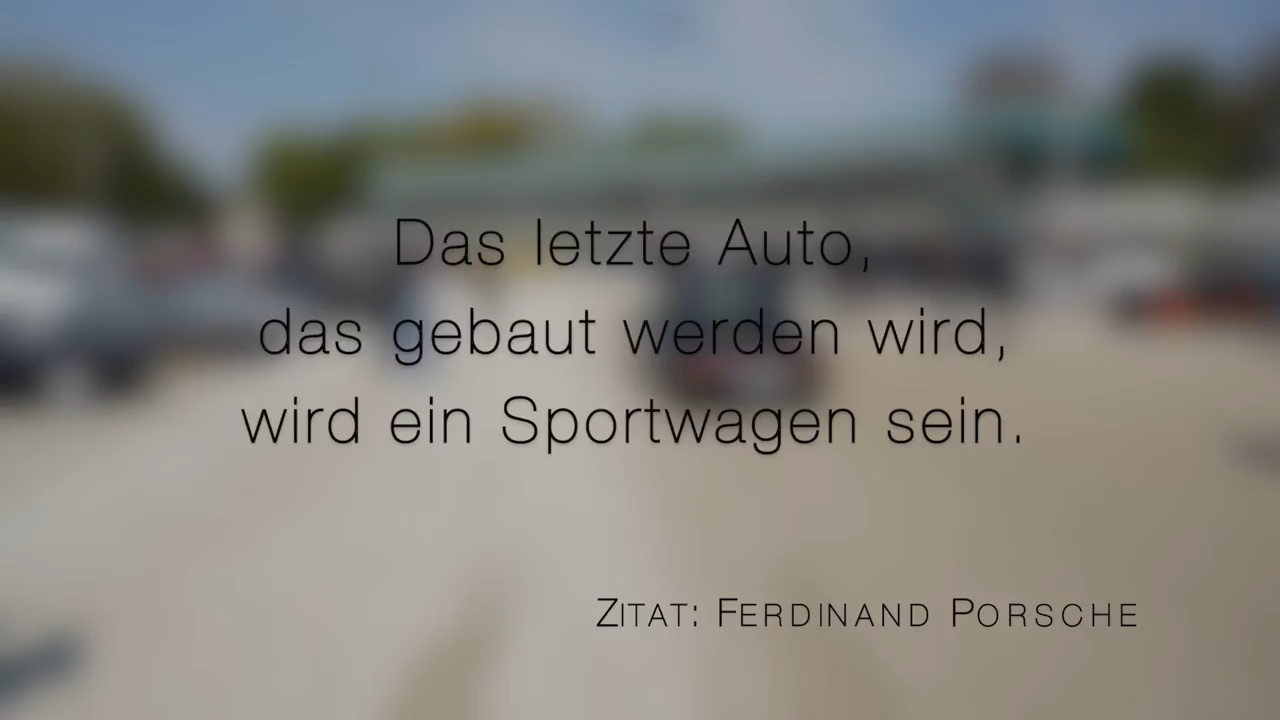 Das letzte Auto,
das gebaut werden wird,
wird ein Sportwagen sein.
Zitat: Ferdinand Porsche